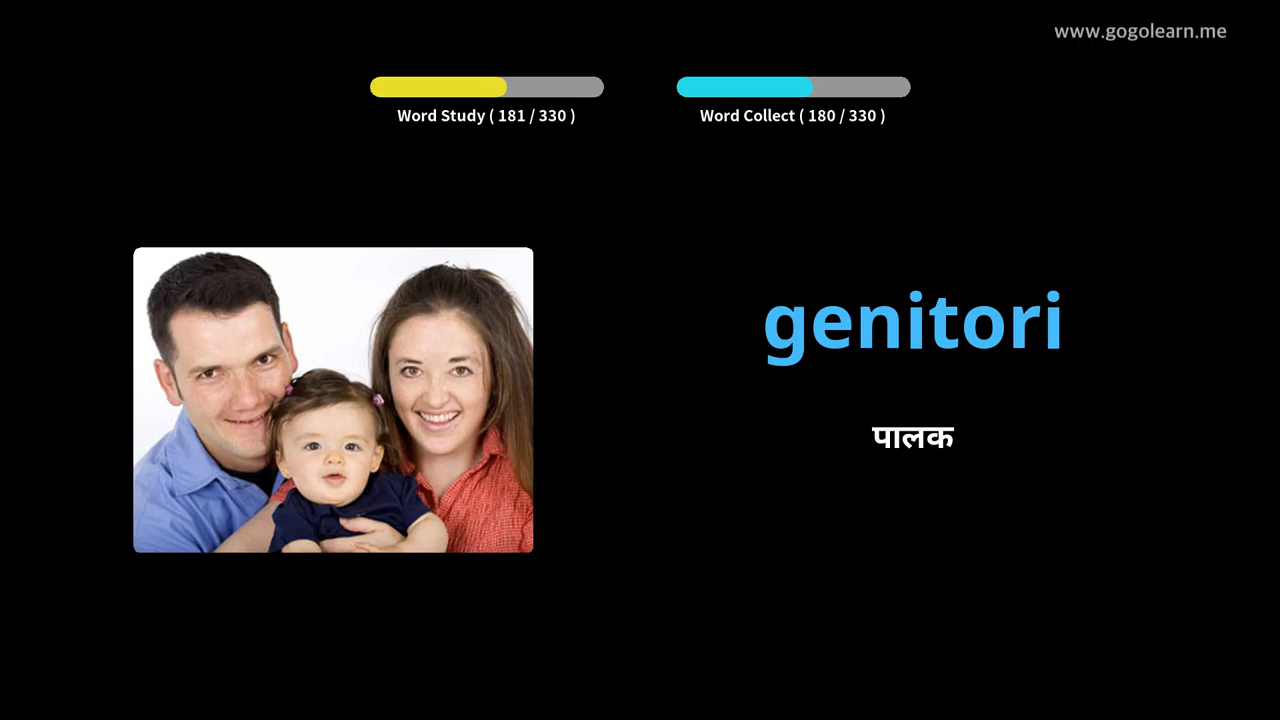 www.gogolearn.me
Word Study ( 181 / 330 )
Word Collect ( 180 / 330 )
genitori
पालक